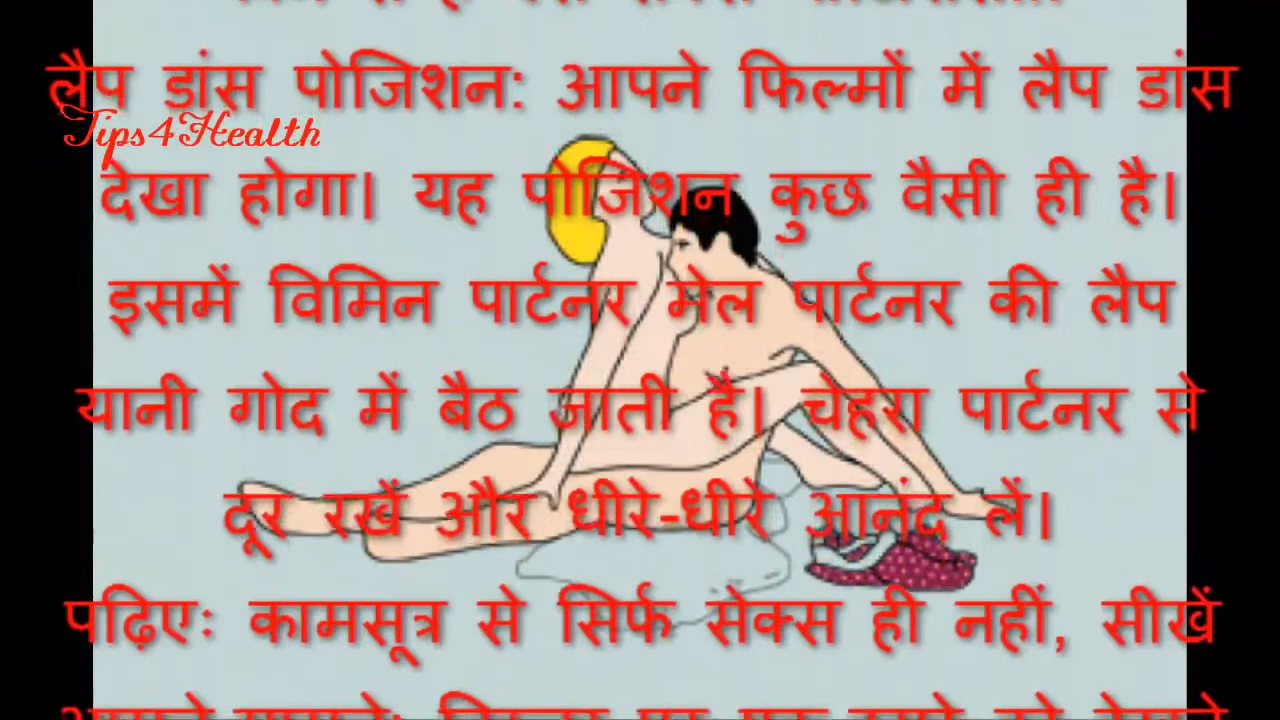 लैप डांस पोजिशन: आपने फिल्मों में लैप डांस
Tips4Health
देखा होगा। यह पोजिशन कुछ वैसी ही है।
इसमें विमिन पार्टनर मेल पार्टनर की लैप
यानी गोद में बैठ जाती हैं। चेहरा पार्टनर से
दूर रखें और धीरे-धीरे आनंद लें।
पढ़िएः कामसूत्र से सिर्फ सेक्स ही नहीं, सीखें